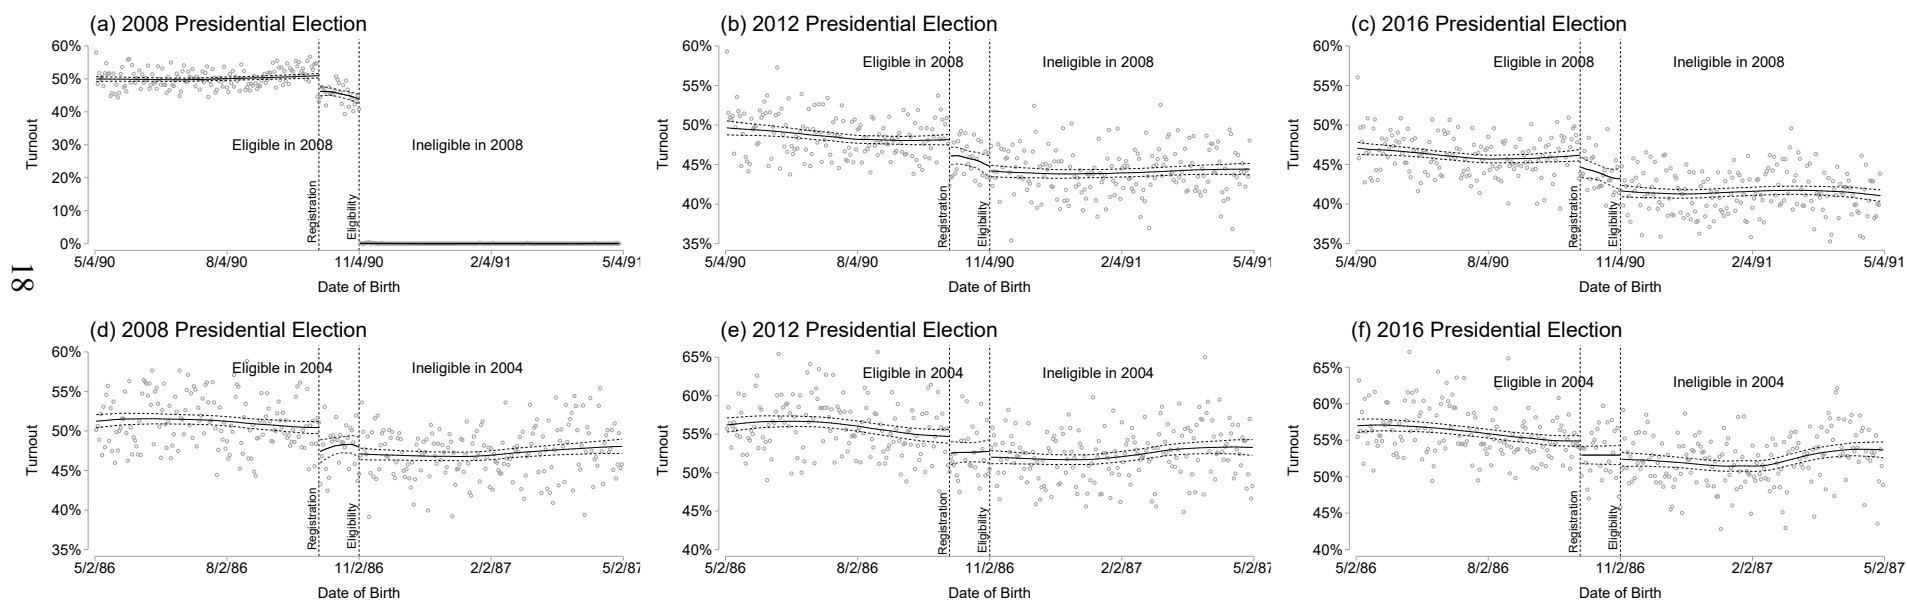 (a) 2008 Presidential Election
60%
50%
40%
30%
20%
10%
0%
Turnout
Eligible in 2008
Ineligible in 2008
Registration
Eligibility
5/4/90 8/4/90 11/4/90 2/4/91 5/4/91
Date of Birth
(b) 2012 Presidential Election
60%
55%
50%
45%
40%
35%
Turnout
Eligible in 2008
Ineligible in 2008
Registration
Eligibility
5/4/90 8/4/90 11/4/90 2/4/91 5/4/91
Date of Birth
(c) 2016 Presidential Election
60%
55%
50%
45%
40%
35%
Turnout
Eligible in 2008
Ineligible in 2008
Registration
Eligibility
5/4/90 8/4/90 11/4/90 2/4/91 5/4/91
Date of Birth
18
(d) 2008 Presidential Election
60%
55%
50%
45%
40%
35%
Turnout
Eligible in 2004
Ineligible in 2004
Registration
Eligibility
5/2/86 8/2/86 11/2/86 2/2/87 5/2/87
Date of Birth
(e) 2012 Presidential Election
65%
60%
55%
50%
45%
40%
Turnout
Eligible in 2004
Ineligible in 2004
Registration
Eligibility
5/2/86 8/2/86 11/2/86 2/2/87 5/2/87
Date of Birth
(f) 2016 Presidential Election
65%
60%
55%
50%
45%
40%
Turnout
Eligible in 2004
Ineligible in 2004
Registration
Eligibility
5/2/86 8/2/86 11/2/86 2/2/87 5/2/87
Date of Birth